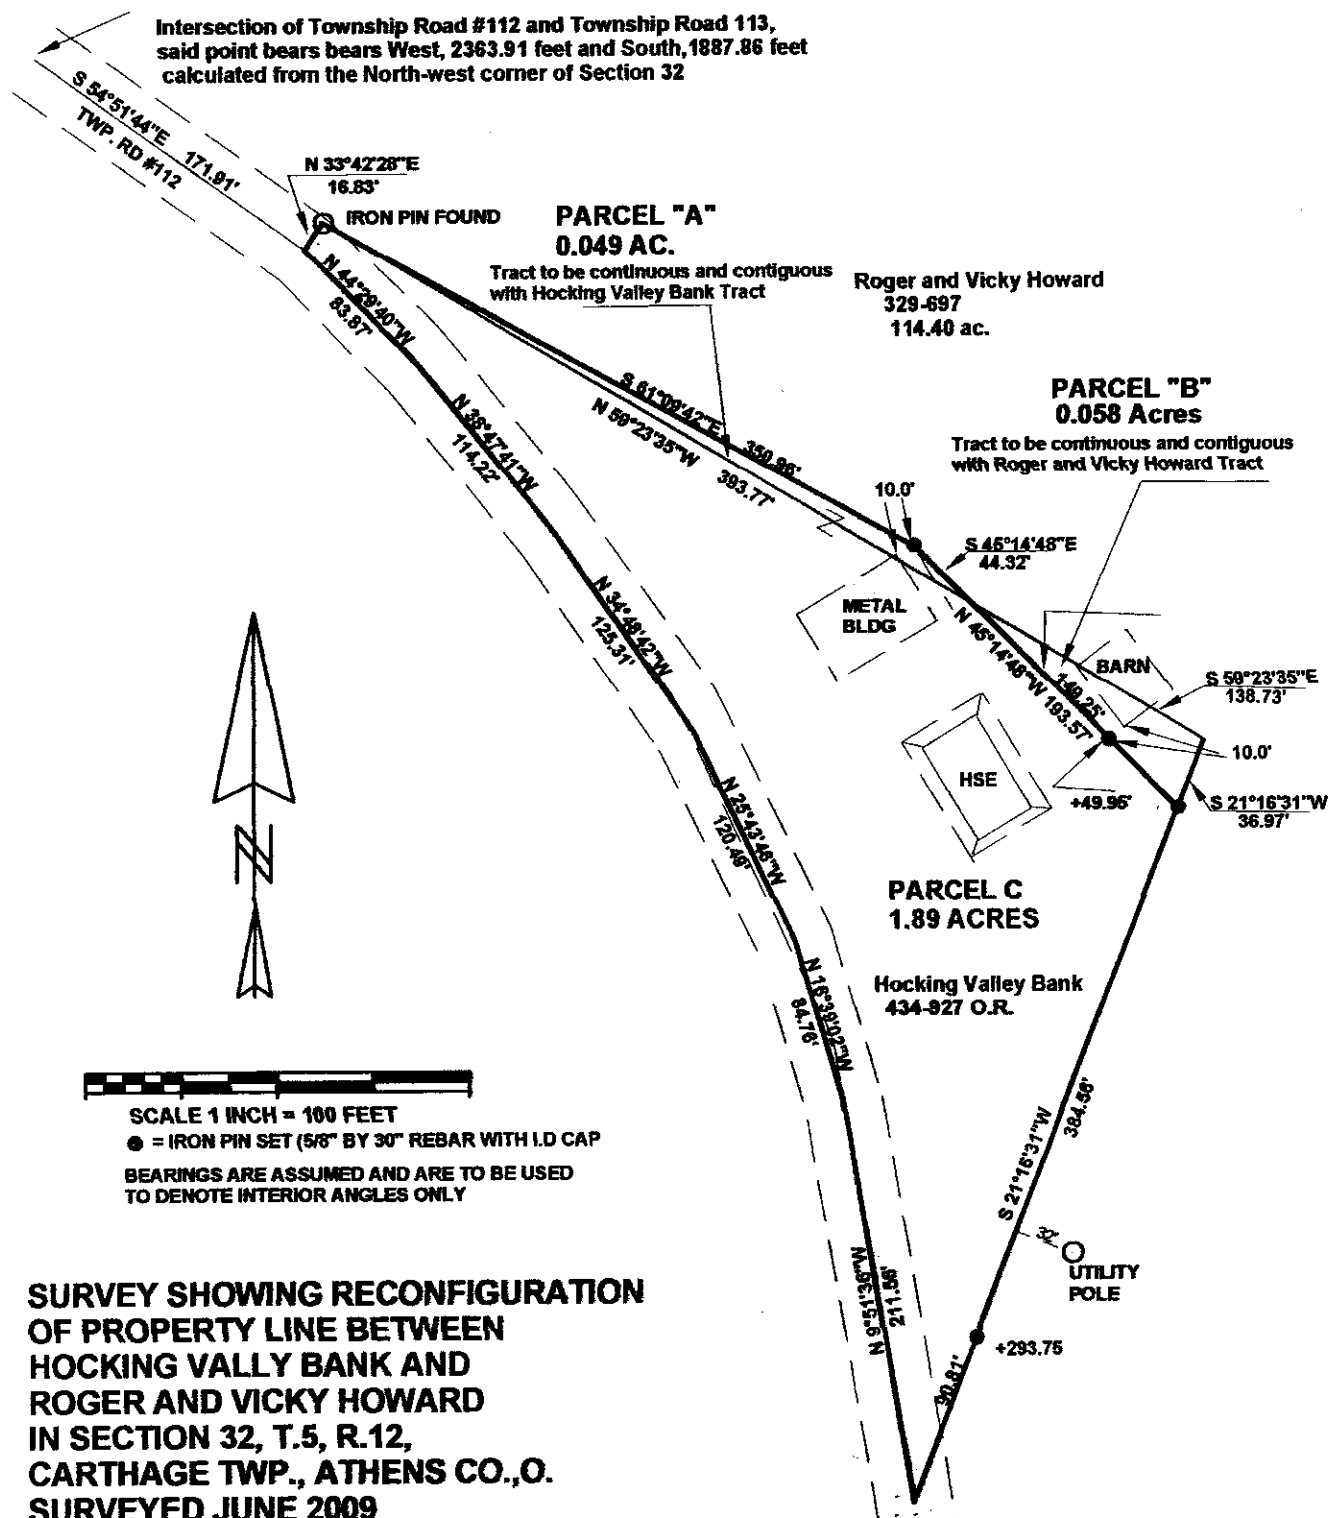 Intersection of Township Road #112 and Township Road 113,
said point bears bears West, 2363.91 feet and South,1887.86 feet
calculated from the North-west corner of Section 32
S 54°51'44"E 171.91'
TWP. RD #112
N 33°42'28"E
16.83'
IRON PIN FOUND
PARCEL "A"
0.049 AC.
Tract to be continuous and contiguous
with Hocking Valley Bank Tract
Roger and Vicky Howard
329-697
114.40 ac.
N 44°29'40"W
83.87'
S 61°09'42"E 350.96'
N 59°23'35"W 393.77'
PARCEL "B"
0.058 Acres
Tract to be continuous and contiguous
with Roger and Vicky Howard Tract
N 38°47'41"W
114.22'
10.0'
S 45°14'48"E
44.32'
METAL
BLDG
N 45°14'48"W 193.57'
+49.25'
BARN
S 59°23'35"E
138.73'
N 34°48'42"W
125.31'
10.0'
HSE
+49.95'
S 21°16'31"W
36.97'
N 25°43'46"W
120.49'
PARCEL C
1.89 ACRES
N
N 16°39'02"W
84.76'
Hocking Valley Bank
434-927 O.R.
SCALE 1 INCH = 100 FEET
= IRON PIN SET (5/8" BY 30" REBAR WITH I.D CAP
BEARINGS ARE ASSUMED AND ARE TO BE USED
TO DENOTE INTERIOR ANGLES ONLY
S 21°16'31"W
384.56'
32'
UTILITY
POLE
N 9°51'36"W
211.56'
+293.75
90.81'
SURVEY SHOWING RECONFIGURATION
OF PROPERTY LINE BETWEEN
HOCKING VALLY BANK AND
ROGER AND VICKY HOWARD
IN SECTION 32, T.5, R.12,
CARTHAGE TWP., ATHENS CO.,O.
SURVEYED JUNE 2009